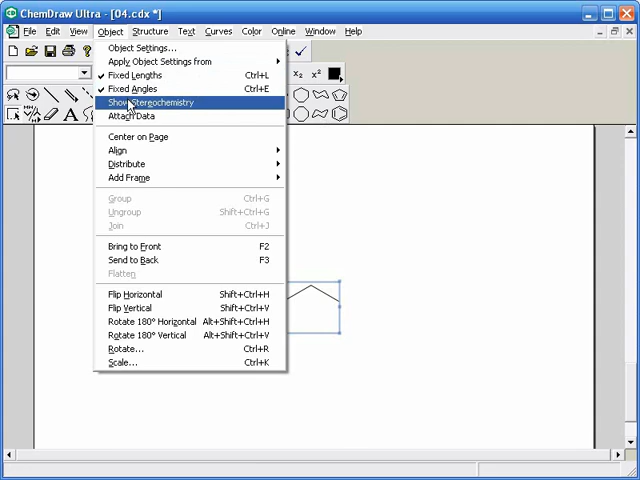 ChemDraw Ultra - [04.cdx *]
File Edit View Object Structure Text Curves Color Online Window Help
Object Settings...
Apply Object Settings from
Fixed Lengths Ctrl+L
Fixed Angles Ctrl+E
Show Stereochemistry
Attach Data
Center on Page
Align
Distribute
Add Frame
Group Ctrl+G
Ungroup Shift+Ctrl+G
Join Ctrl+J
Bring to Front F2
Send to Back F3
Flatten
Flip Horizontal Shift+Ctrl+H
Flip Vertical Shift+Ctrl+V
Rotate 180° Horizontal Alt+Shift+Ctrl+H
Rotate 180° Vertical Alt+Shift+Ctrl+V
Rotate... Ctrl+R
Scale... Ctrl+K
X₂ X²
A